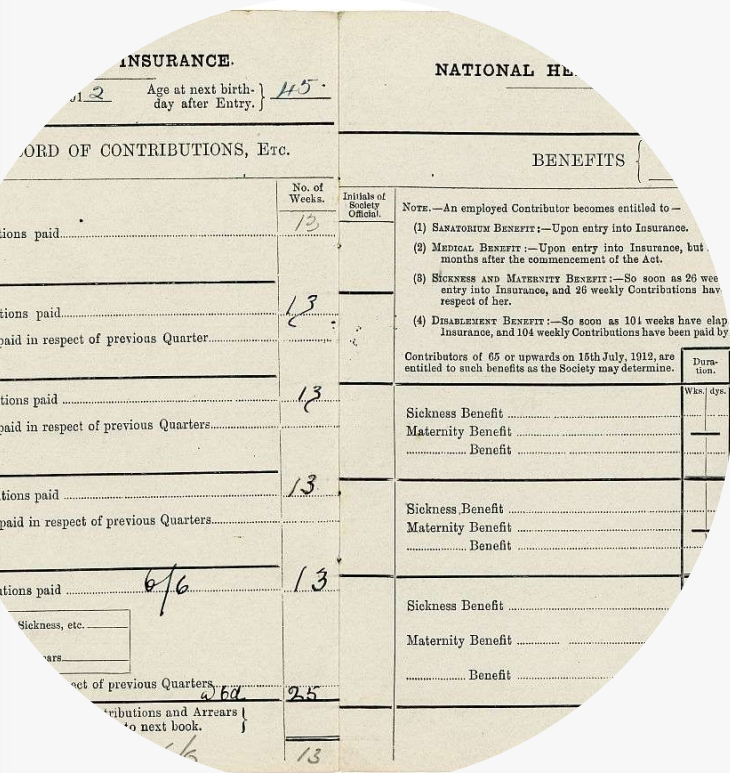 INSURANCE.
2
Age at next birth-
day after Entry. } 45.
ORD OF CONTRIBUTIONS, ETC.
No. of
Weeks.
tions paid 13
tions paid 13
paid in respect of previous Quarter
tions paid 13
paid in respect of previous Quarters
tions paid 13
paid in respect of previous Quarters
tions paid 6/6 13
Sickness, etc.
ars
ect of previous Quarters 25
tributions and Arrears }
to next book.
13
NATIONAL HE
BENEFITS {
Initials of
Society
Official.
NOTE.—An employed Contributor becomes entitled to—
(1) SANATORIUM BENEFIT:—Upon entry into Insurance.
(2) MEDICAL BENEFIT:—Upon entry into Insurance, but
months after the commencement of the Act.
(3) SICKNESS AND MATERNITY BENEFIT:—So soon as 26 wee
entry into Insurance, and 26 weekly Contributions hav
respect of her.
(4) DISABLEMENT BENEFIT:—So soon as 104 weeks have elap
Insurance, and 104 weekly Contributions have been paid by
Contributors of 65 or upwards on 15th July, 1912, are
entitled to such benefits as the Society may determine.
Dura-
tion.
Wks. dys.
Sickness Benefit
Maternity Benefit
Benefit
Sickness Benefit
Maternity Benefit
Benefit
Sickness Benefit
Maternity Benefit
Benefit